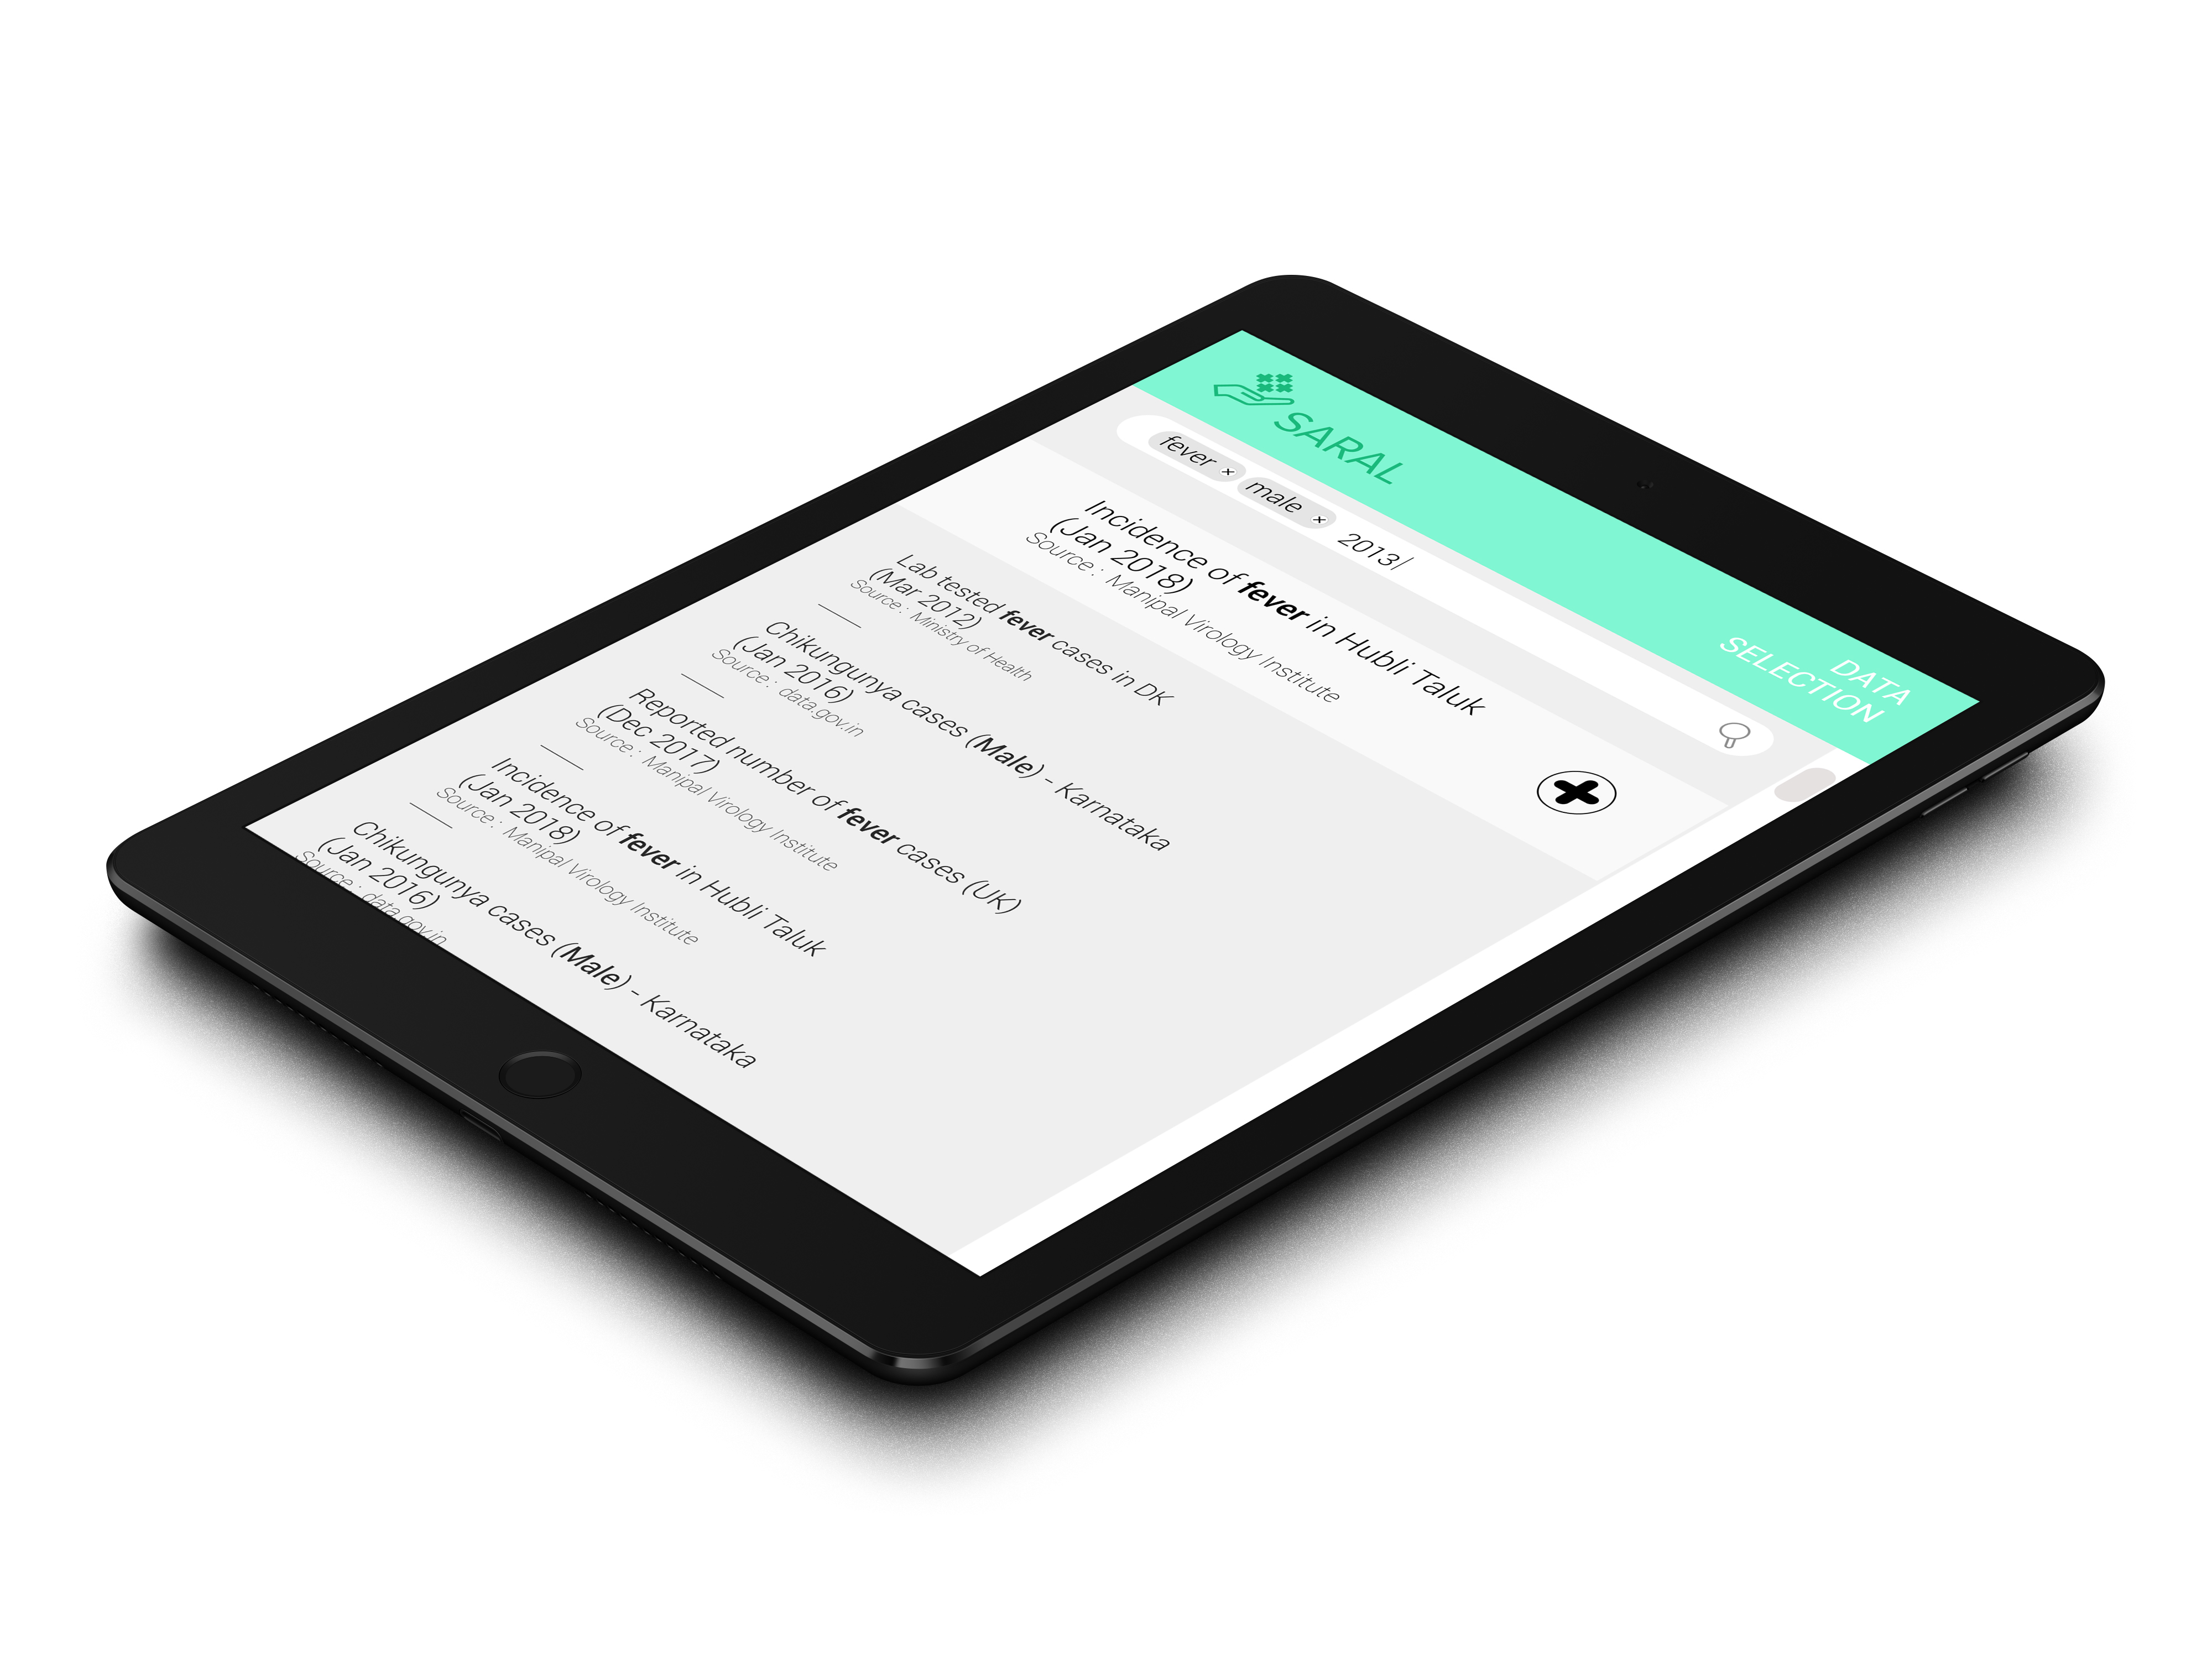 SARAL
DATA
SELECTION
fever × male × 2013
Incidence of fever in Hubli Taluk
(Jan 2018)
Source : Manipal Virology Institute
Lab tested fever cases in DK
(Mar 2012)
Source : Ministry of Health
Chikungunya cases (Male) - Karnataka
(Jan 2016)
Source : data.gov.in
Reported number of fever cases (UK)
(Dec 2017)
Source : Manipal Virology Institute
Incidence of fever in Hubli Taluk
(Jan 2018)
Source : Manipal Virology Institute
Chikungunya cases (Male) - Karnataka
(Jan 2016)
Source : data.gov.in